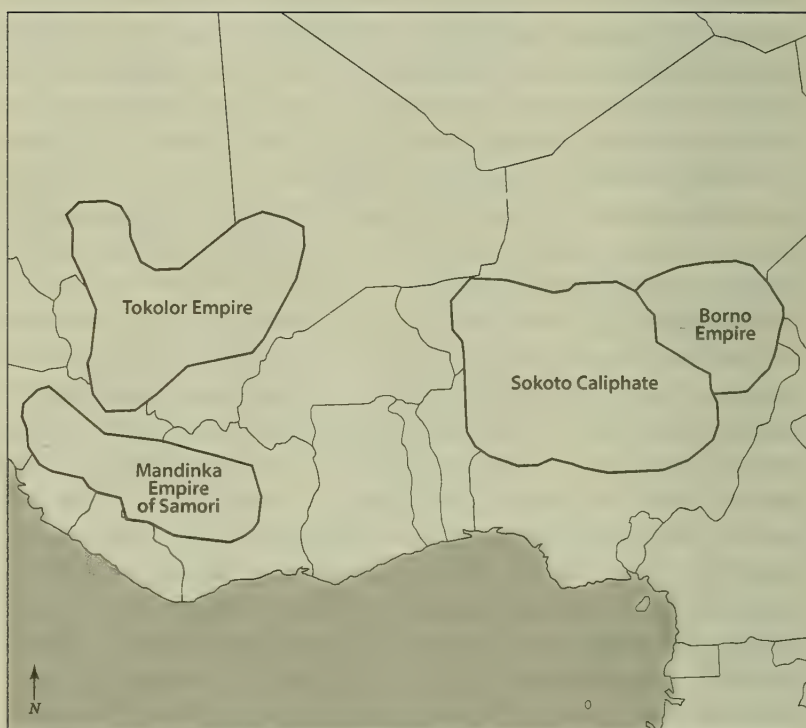 Tokolor Empire
Borno
Empire
Sokoto Caliphate
Mandinka
Empire
of Samori
N